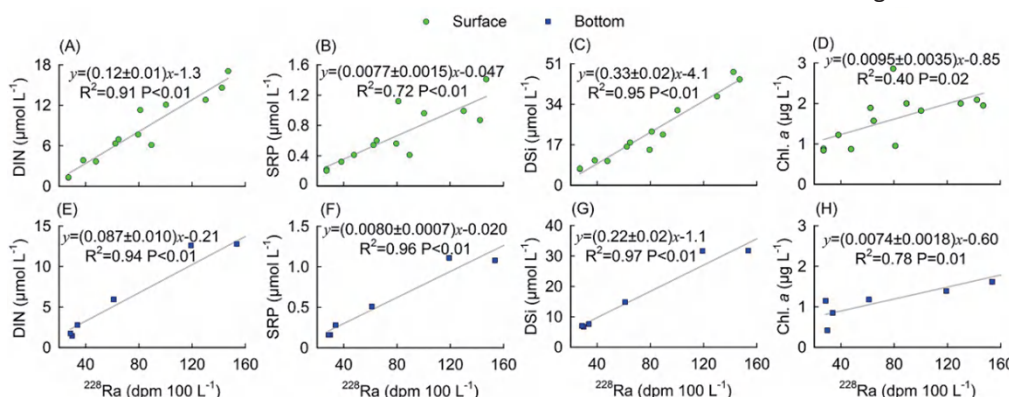 Surface Bottom
(A)
DIN (μmol L⁻¹)
18
12
6
0
y=(0.12±0.01)x-1.3
R²=0.91 P<0.01
(B)
SRP (μmol L⁻¹)
1.6
1.2
0.8
0.4
0
y=(0.0077±0.0015)x-0.047
R²=0.72 P<0.01
(C)
DSi (μmol L⁻¹)
51
34
17
0
y=(0.33±0.02)x-4.1
R²=0.95 P<0.01
(D)
Chl. a (μg L⁻¹)
3
2
1
0
y=(0.0095±0.0035)x-0.85
R²=0.40 P=0.02
(E)
DIN (μmol L⁻¹)
15
10
5
0
y=(0.087±0.010)x-0.21
R²=0.94 P<0.01
40 80 120 160
²²⁸Ra (dpm 100 L⁻¹)
(F)
SRP (μmol L⁻¹)
1.5
1.0
0.5
0
y=(0.0080±0.0007)x-0.020
R²=0.96 P<0.01
40 80 120 160
²²⁸Ra (dpm 100 L⁻¹)
(G)
DSi (μmol L⁻¹)
40
30
20
10
0
y=(0.22±0.02)x-1.1
R²=0.97 P<0.01
40 80 120 160
²²⁸Ra (dpm 100 L⁻¹)
(H)
Chl. a (μg L⁻¹)
3
2
1
0
y=(0.0074±0.0018)x-0.60
R²=0.78 P=0.01
40 80 120 160
²²⁸Ra (dpm 100 L⁻¹)